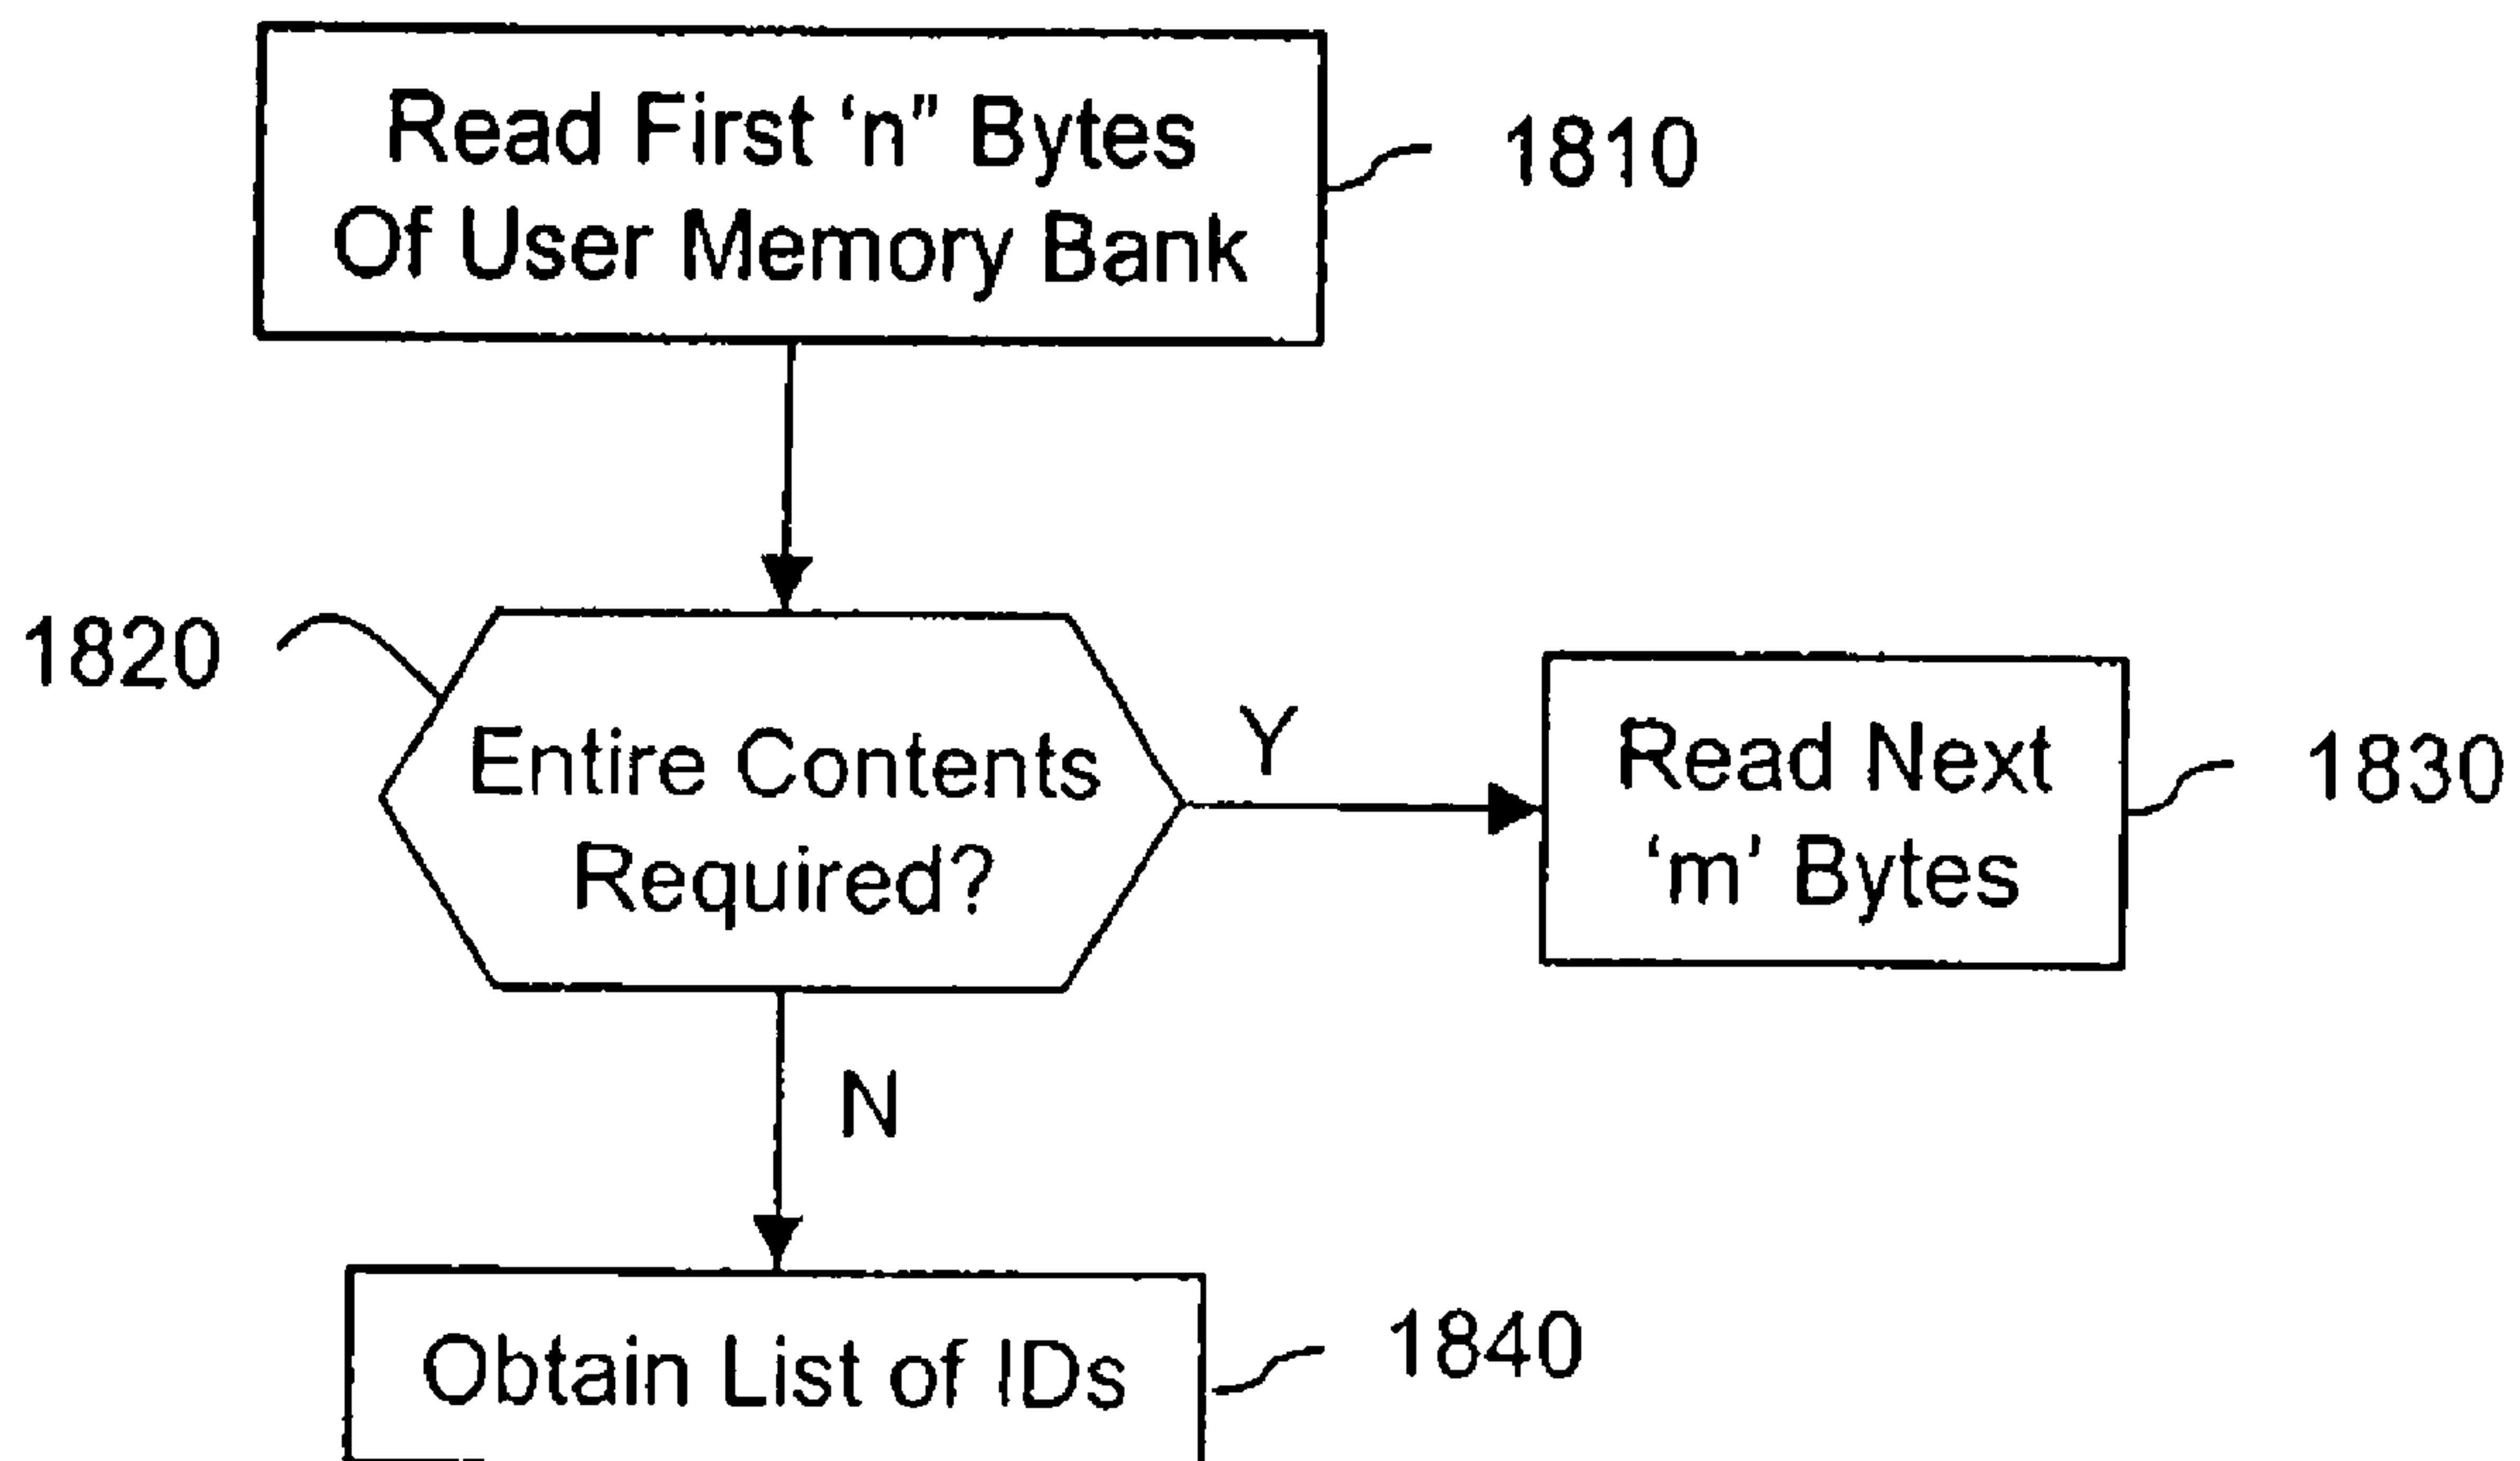 Read First ‘n” Bytes
Of User Memory Bank
1810
1820
Entire Contents
Required?
Y
Read Next
‘m’ Bytes
1830
N
Obtain List of IDs
1840